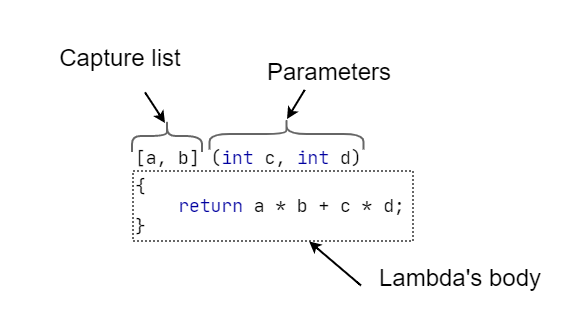 Capture list
Parameters
[a, b] (int c, int d)
{
return a * b + c * d;
}
Lambda's body